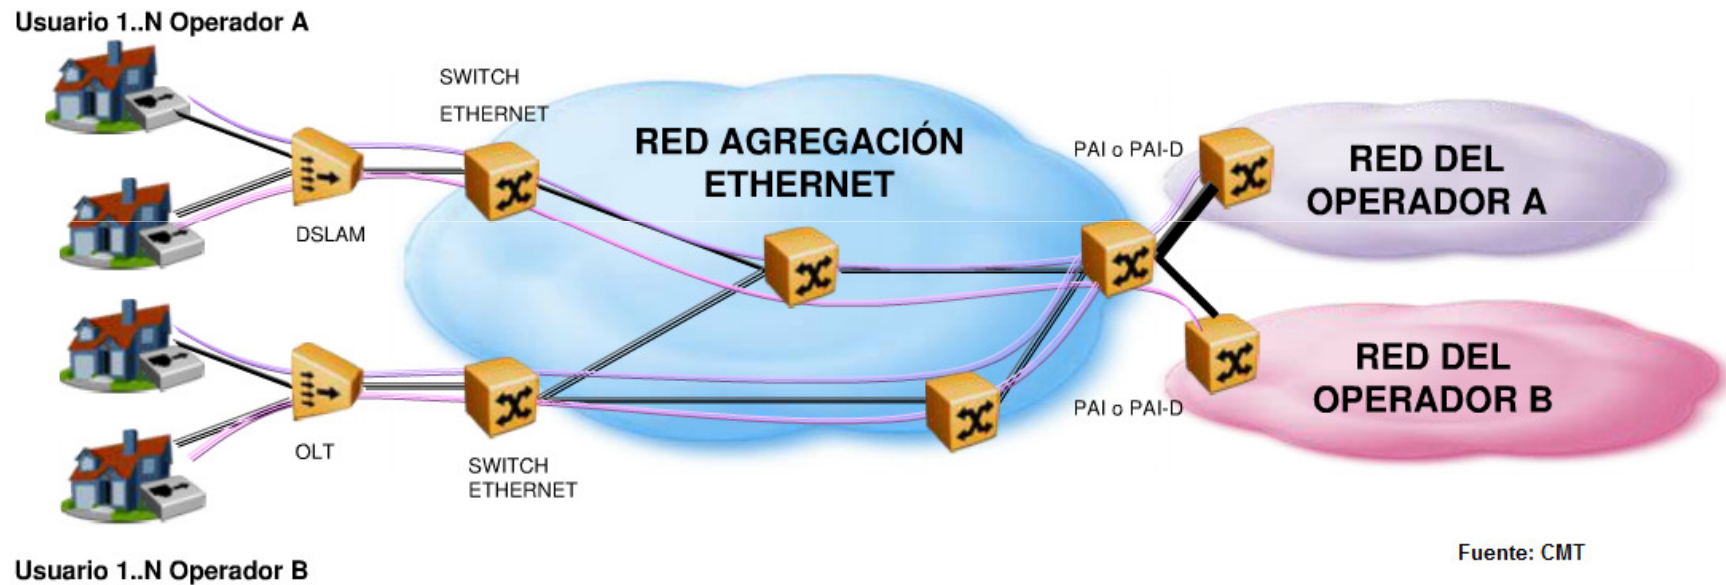 Usuario 1..N Operador A
SWITCH
ETHERNET
RED AGREGACIÓN
ETHERNET
PAI o PAI-D
RED DEL
OPERADOR A
DSLAM
RED DEL
OPERADOR B
PAI o PAI-D
OLT
SWITCH
ETHERNET
Fuente: CMT
Usuario 1..N Operador B